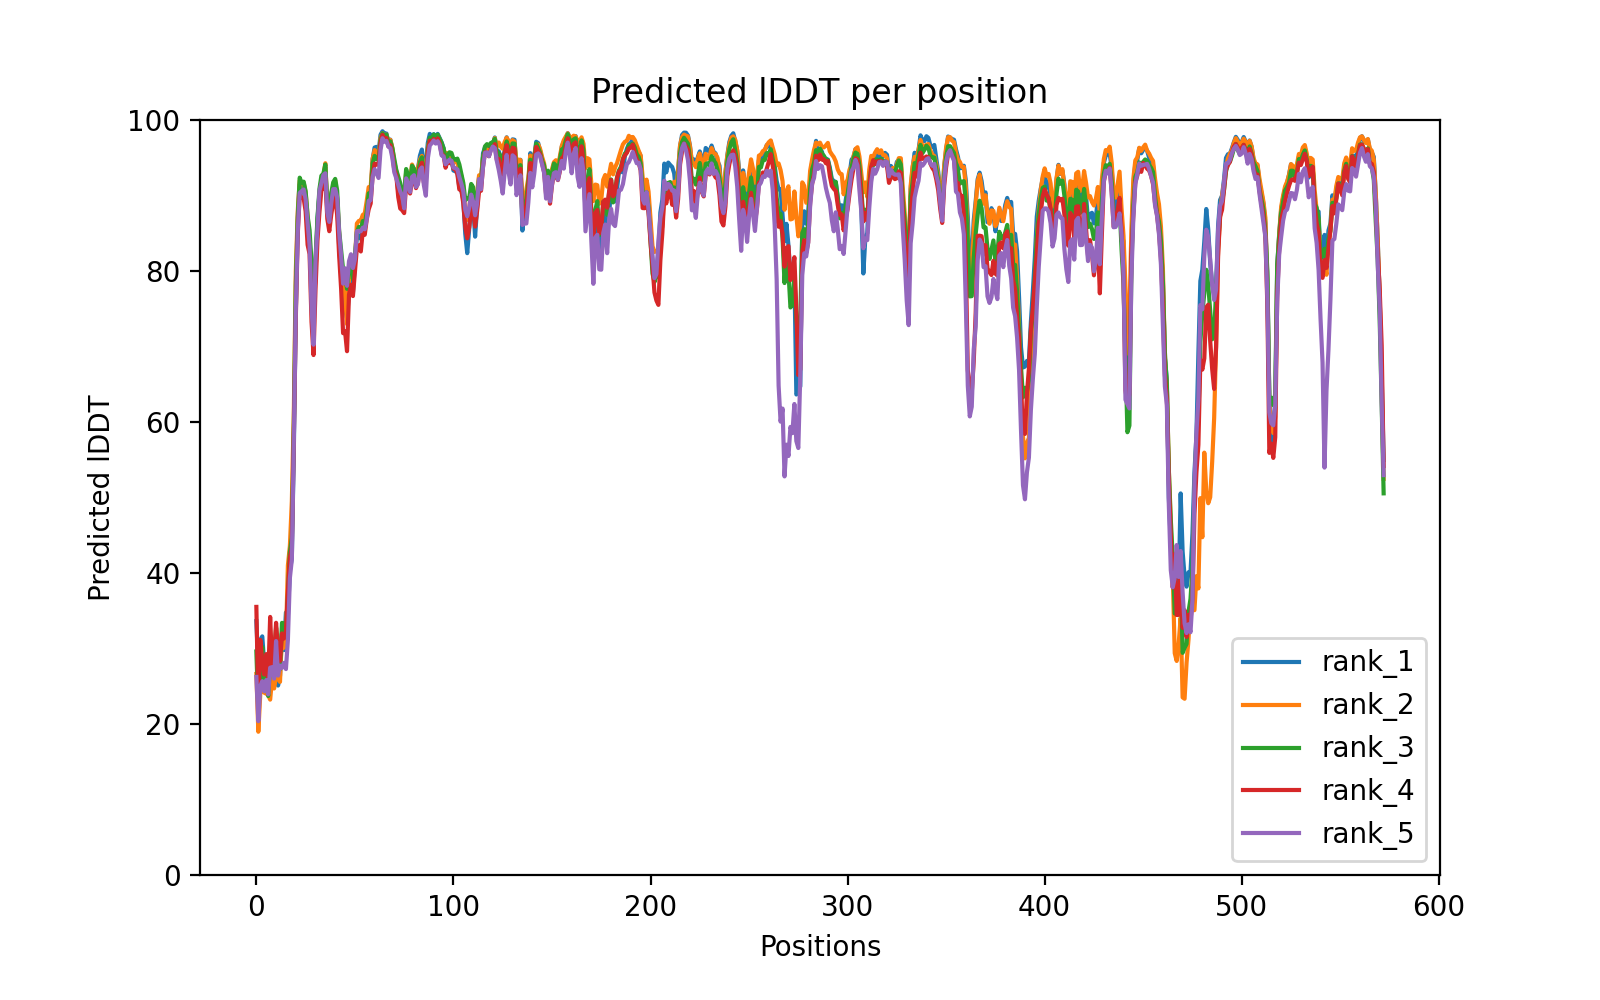 Predicted lDDT per position
100
80
60
40
20
0
Predicted lDDT
0 100 200 300 400 500 600
Positions
rank_1
rank_2
rank_3
rank_4
rank_5